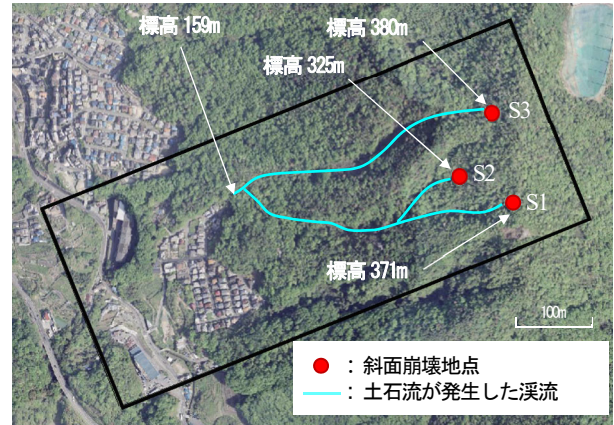 標高 159m
標高 380m
標高 325m
S3
S2
S1
標高 371m
100m
：斜面崩壊地点
：土石流が発生した渓流